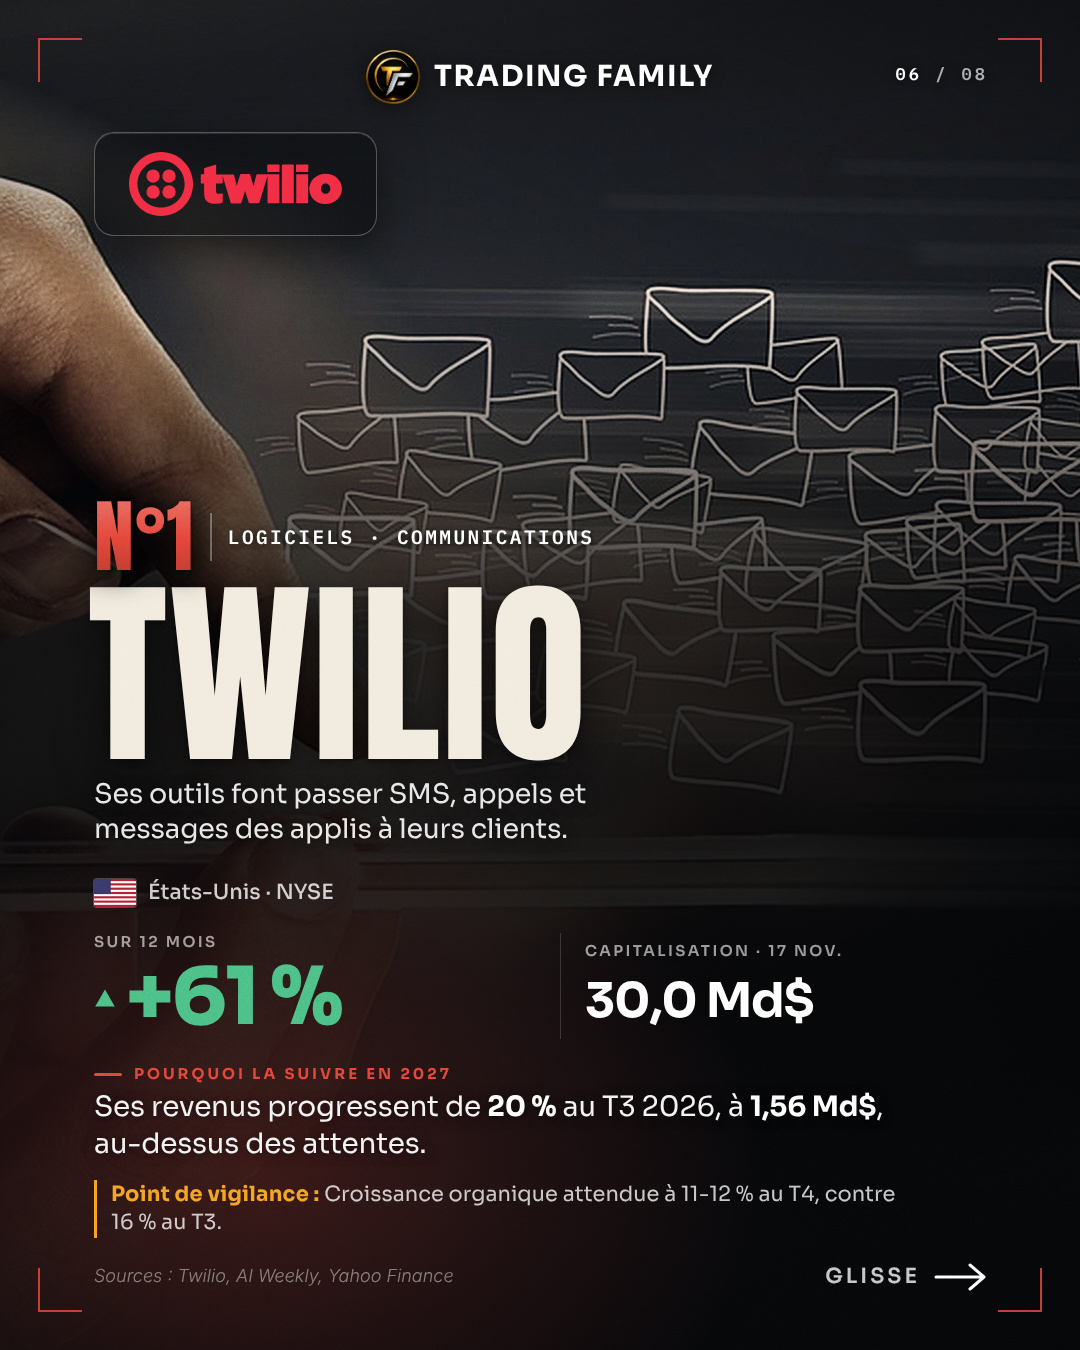 TF TRADING FAMILY
06 / 08
twilio
N°1
LOGICIELS · COMMUNICATIONS
TWILIO
Ses outils font passer SMS, appels et
messages des applis à leurs clients.
États-Unis · NYSE
SUR 12 MOIS
▲ +61 %
CAPITALISATION · 17 NOV.
30,0 Md$
POURQUOI LA SUIVRE EN 2027
Ses revenus progressent de 20 % au T3 2026, à 1,56 Md$,
au-dessus des attentes.
Point de vigilance : Croissance organique attendue à 11-12 % au T4, contre
16 % au T3.
Sources : Twilio, AI Weekly, Yahoo Finance
GLISSE